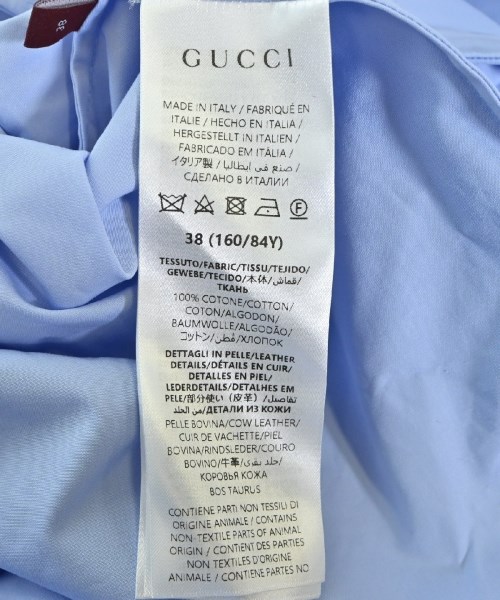 38
GUCCI
MADE IN ITALY / FABRIQUÉ EN
ITALIE / HECHO EN ITALIA /
HERGESTELLT IN ITALIEN /
FABRICADO EM ITÁLIA /
イタリア製 / صنع في ايطاليا /
СДЕЛАНО В ИТАЛИИ
F
38 (160/84Y)
TESSUTO/FABRIC/TISSU/TEJIDO/
GEWEBE/TECIDO/本体/قماش/
ТКАНЬ
100% COTONE/COTTON/
COTON/ALGODON/
BAUMWOLLE/ALGODÃO/
コットン/قطن/ХЛОПОК
DETTAGLI IN PELLE/LEATHER
DETAILS/DÉTAILS EN CUIR/
DETALLES EN PIEL/
LEDERDETAILS/DETALHES EM
PELE/部分使い（皮革）/تفاصيل
من الجلد/ДЕТАЛИ ИЗ КОЖИ
PELLE BOVINA/COW LEATHER/
CUIR DE VACHETTE/PIEL
BOVINA/RINDSLEDER/COURO
BOVINO/牛革/جلد بقري/
КОРОВЬЯ КОЖА
BOS TAURUS
CONTIENE PARTI NON TESSILI DI
ORIGINE ANIMALE / CONTAINS
NON-TEXTILE PARTS OF ANIMAL
ORIGIN / CONTIENT DES PARTIES
NON TEXTILES D'ORIGINE
ANIMALE / CONTIENE PARTES NO